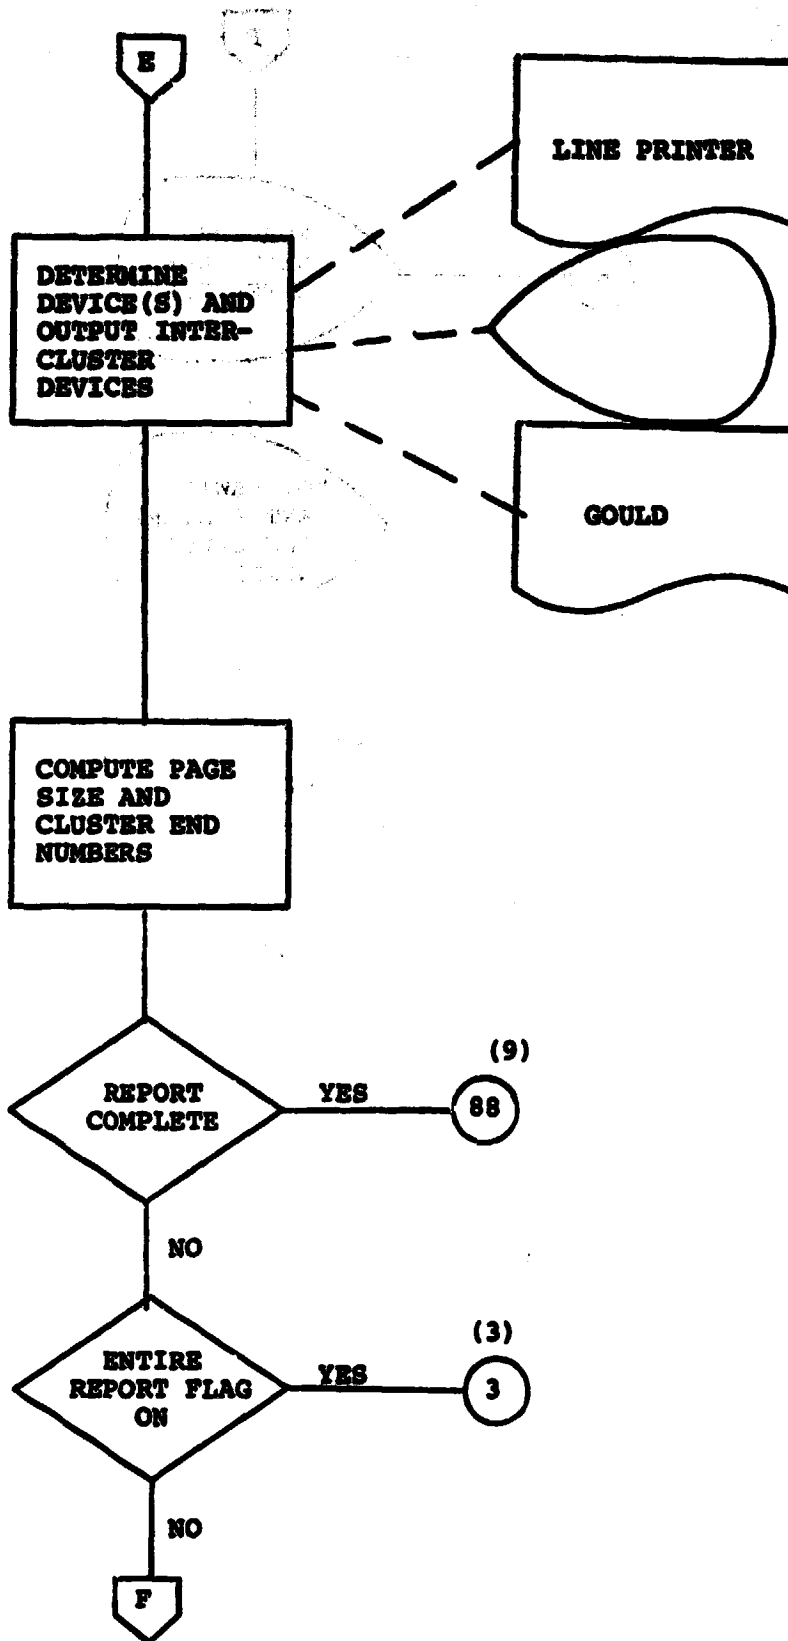 E
LINE PRINTER
DETERMINE
DEVICE(S) AND
OUTPUT INTER-
CLUSTER
DEVICES
GOULD
COMPUTE PAGE
SIZE AND
CLUSTER END
NUMBERS
(9)
REPORT
COMPLETE
YES
88
NO
(3)
ENTIRE
REPORT FLAG
ON
YES
3
NO
F